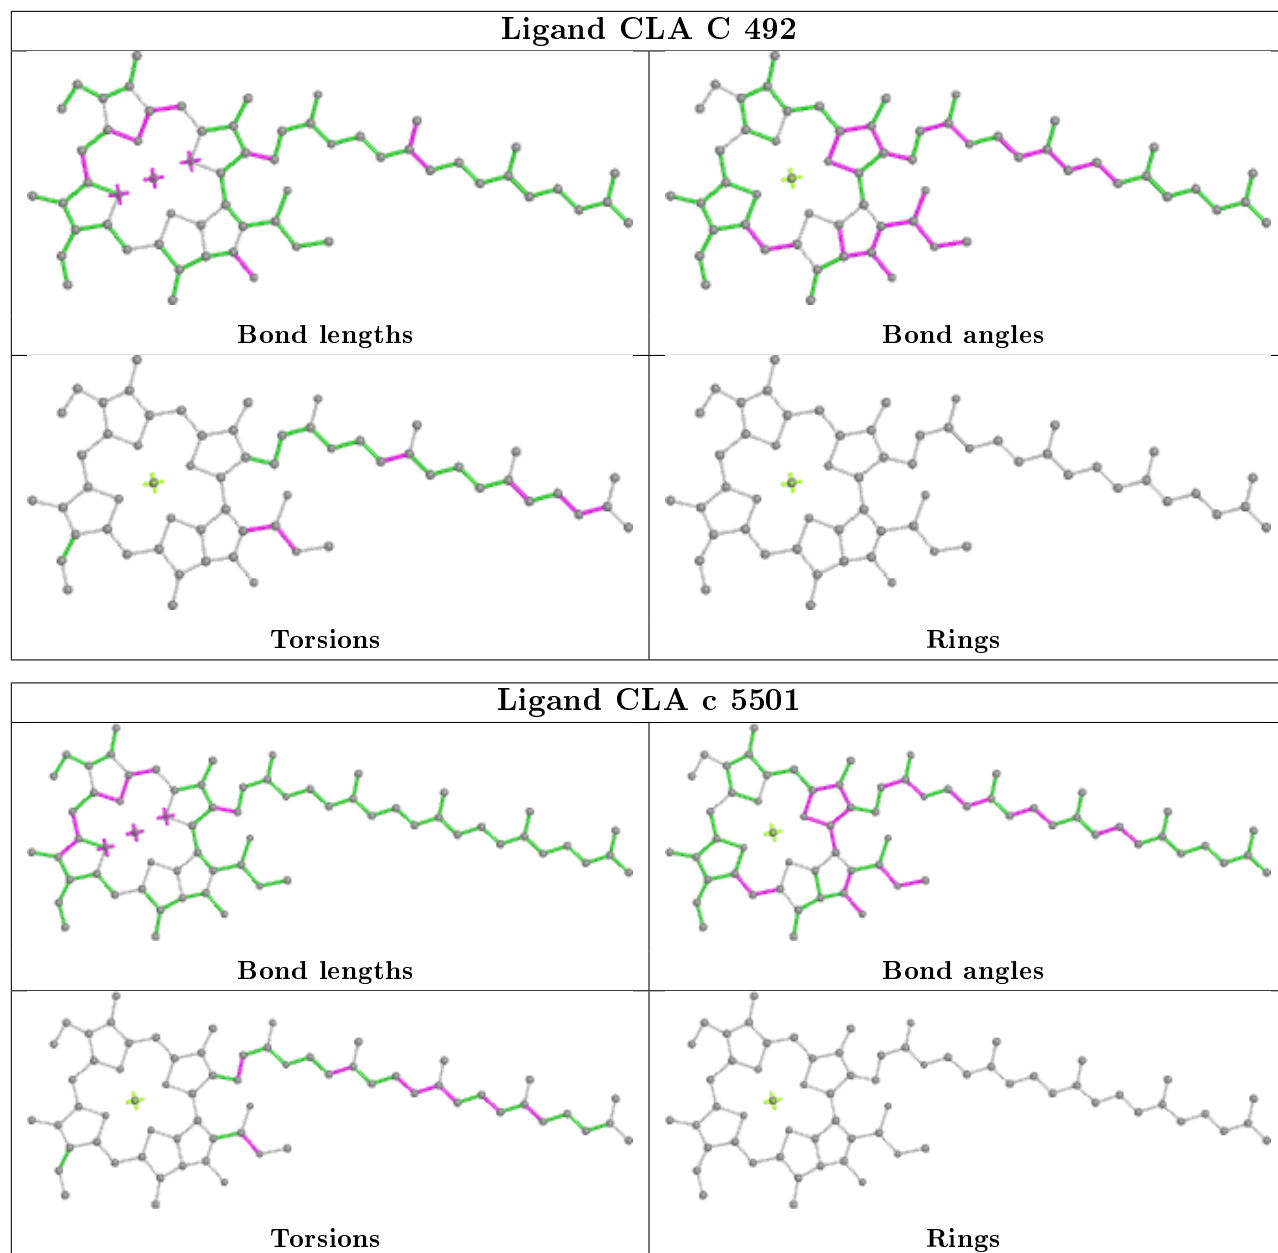 Ligand CLA C 492
Bond lengths
Bond angles
Torsions
Rings
Ligand CLA c 5501
Bond lengths
Bond angles
Torsions
Rings